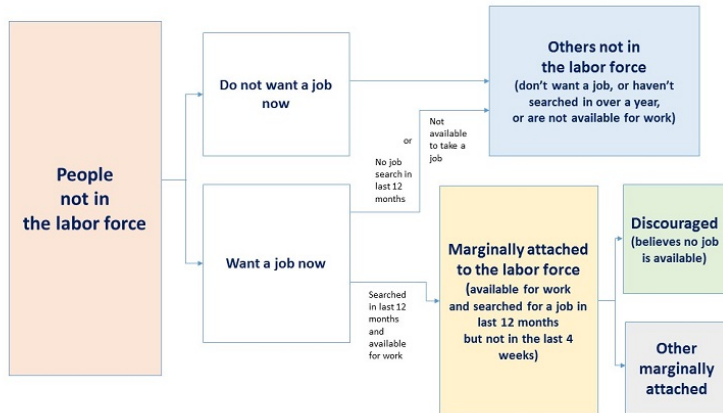 People
not in
the labor force
Do not want a job
now
Want a job now
Others not in
the labor force
(don't want a job, or haven't
searched in over a year,
or are not available for work)
or
No job
search in
last 12
months
Not
available
to take a
job
Searched
in last 12
months
and
available
for work
Marginally attached
to the labor force
(available for work
and searched for a job in
last 12 months
but not in the last 4
weeks)
Discouraged
(believes no job
is available)
Other
marginally
attached